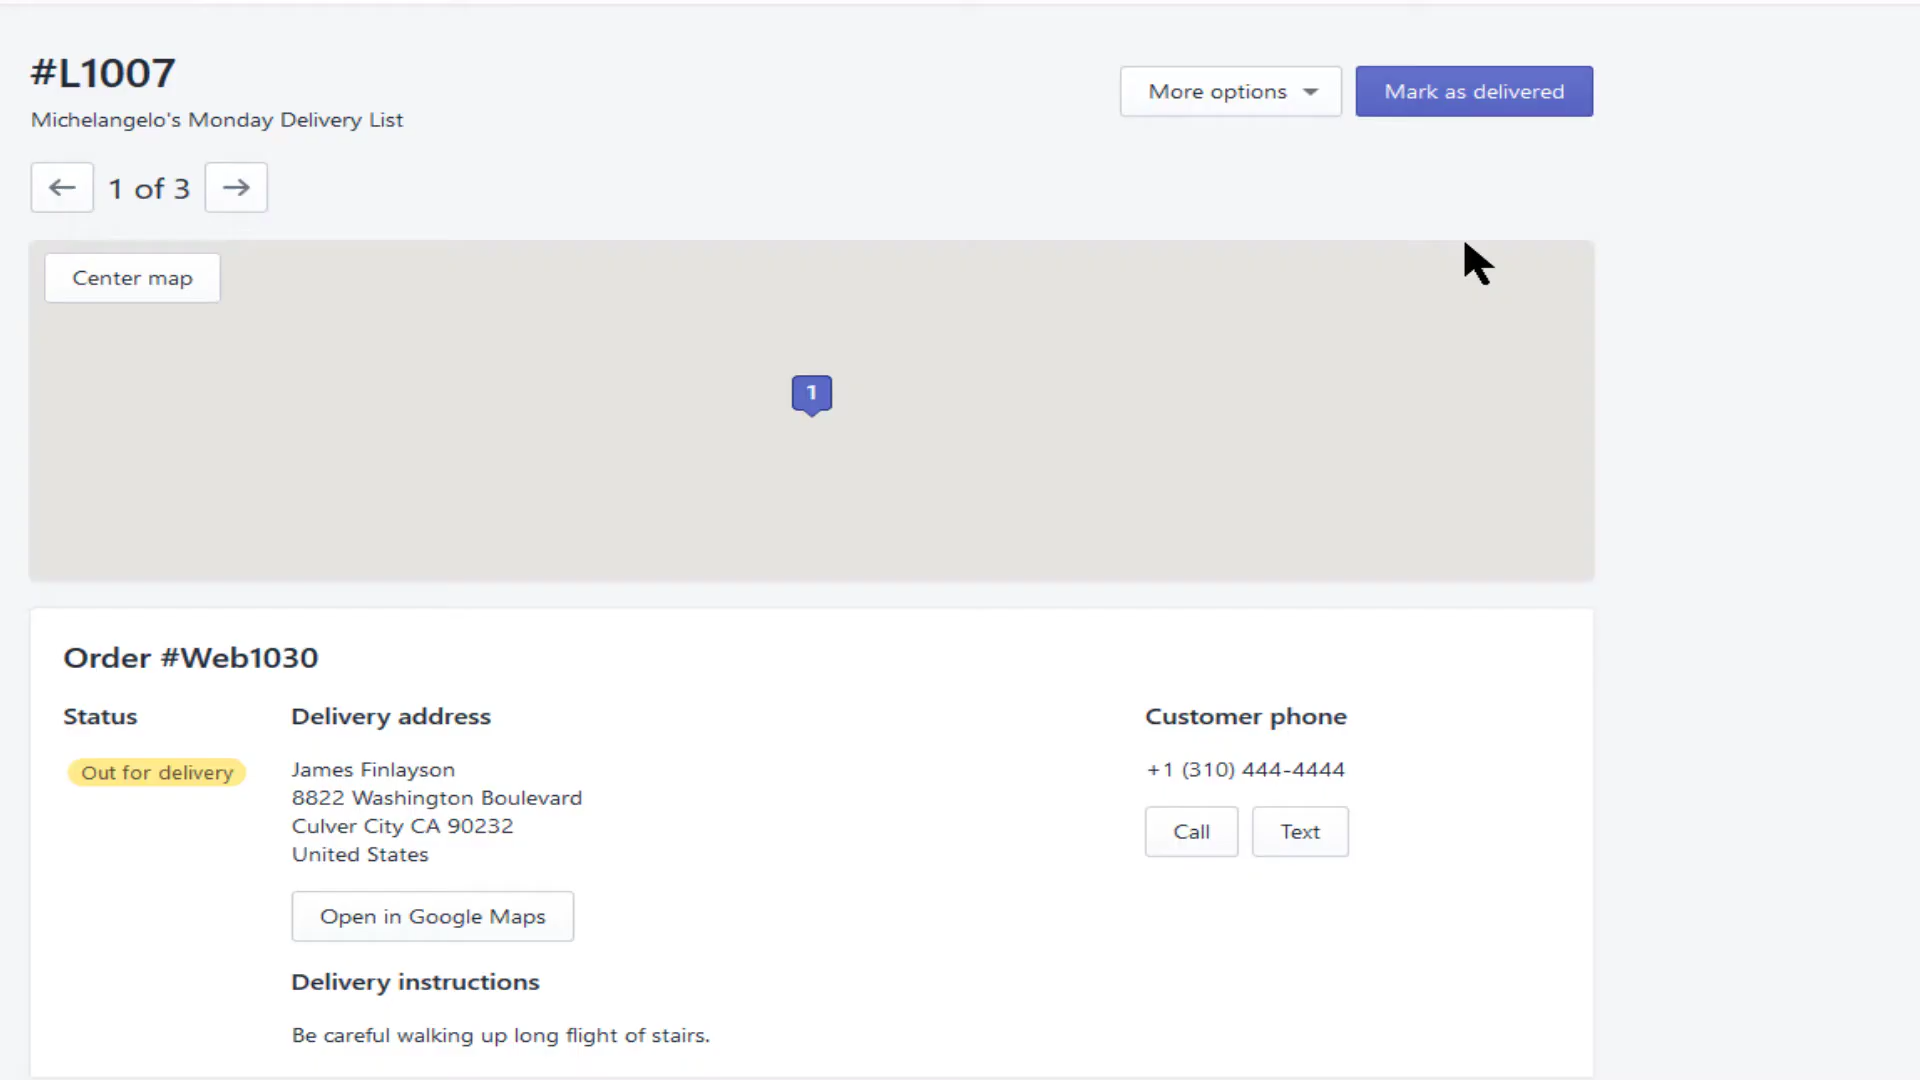 #L1007
More options
Mark as delivered
Michelangelo's Monday Delivery List
1 of 3
Center map
1
Order #Web1030
Status
Delivery address
Customer phone
Out for delivery
James Finlayson
+1 (310) 444-4444
8822 Washington Boulevard
Culver City CA 90232
Call
Text
United States
Open in Google Maps
Delivery instructions
Be careful walking up long flight of stairs.